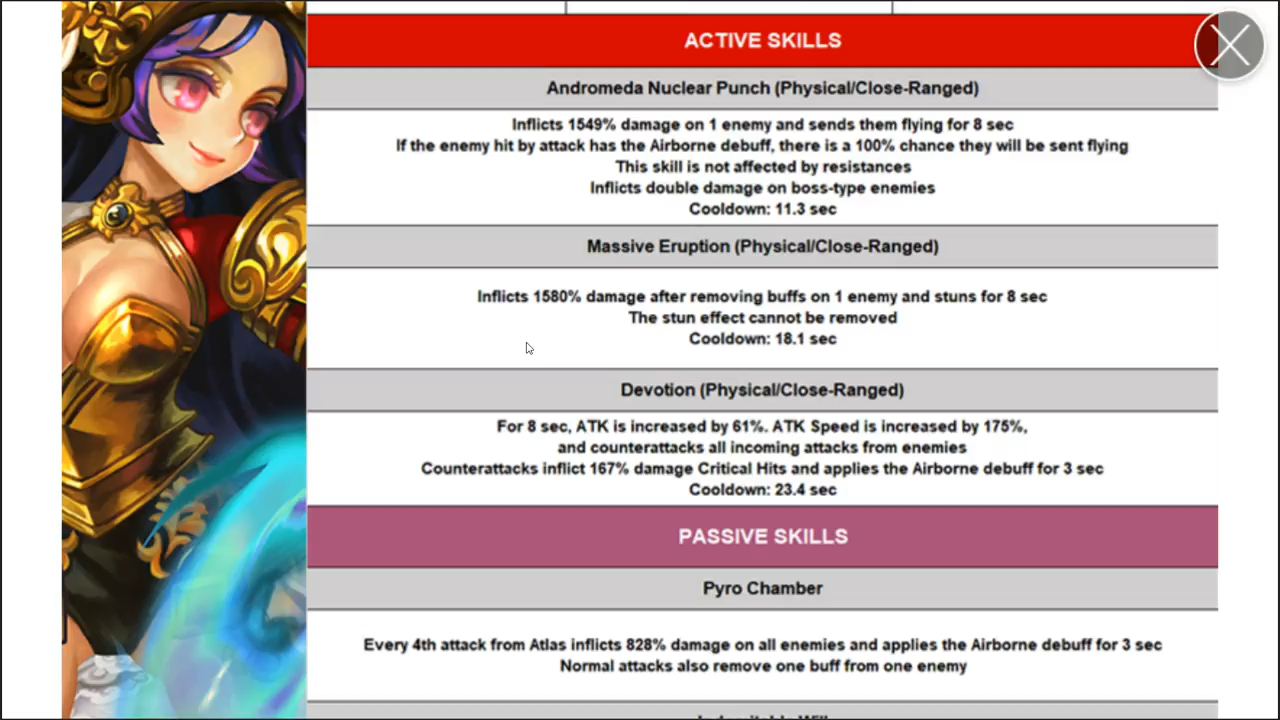 ACTIVE SKILLS
Andromeda Nuclear Punch (Physical/Close-Ranged)
Inflicts 1549% damage on 1 enemy and sends them flying for 8 sec
If the enemy hit by attack has the Airborne debuff, there is a 100% chance they will be sent flying
This skill is not affected by resistances
Inflicts double damage on boss-type enemies
Cooldown: 11.3 sec
Massive Eruption (Physical/Close-Ranged)
Inflicts 1580% damage after removing buffs on 1 enemy and stuns for 8 sec
The stun effect cannot be removed
Cooldown: 18.1 sec
Devotion (Physical/Close-Ranged)
For 8 sec, ATK is increased by 61%. ATK Speed is increased by 175%,
and counterattacks all incoming attacks from enemies
Counterattacks inflict 167% damage Critical Hits and applies the Airborne debuff for 3 sec
Cooldown: 23.4 sec
PASSIVE SKILLS
Pyro Chamber
Every 4th attack from Atlas inflicts 828% damage on all enemies and applies the Airborne debuff for 3 sec
Normal attacks also remove one buff from one enemy